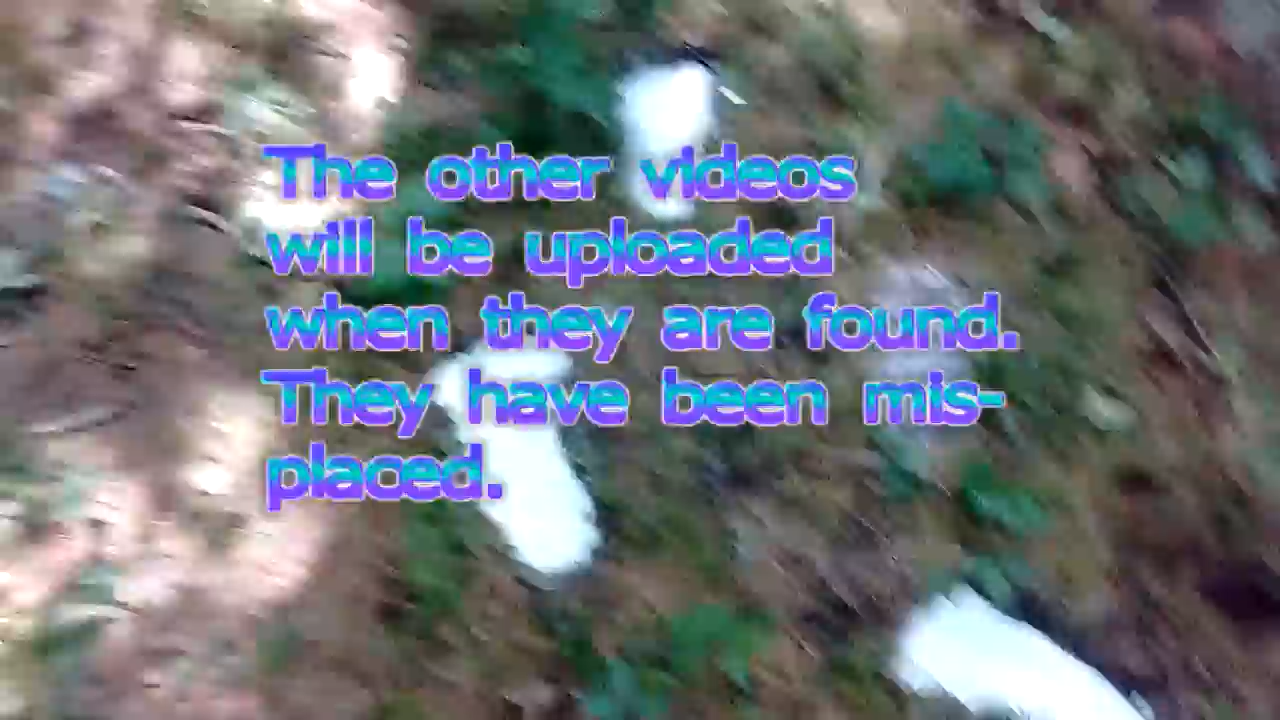 The other videos
will be uploaded
when they are found.
They have been mis-
placed.